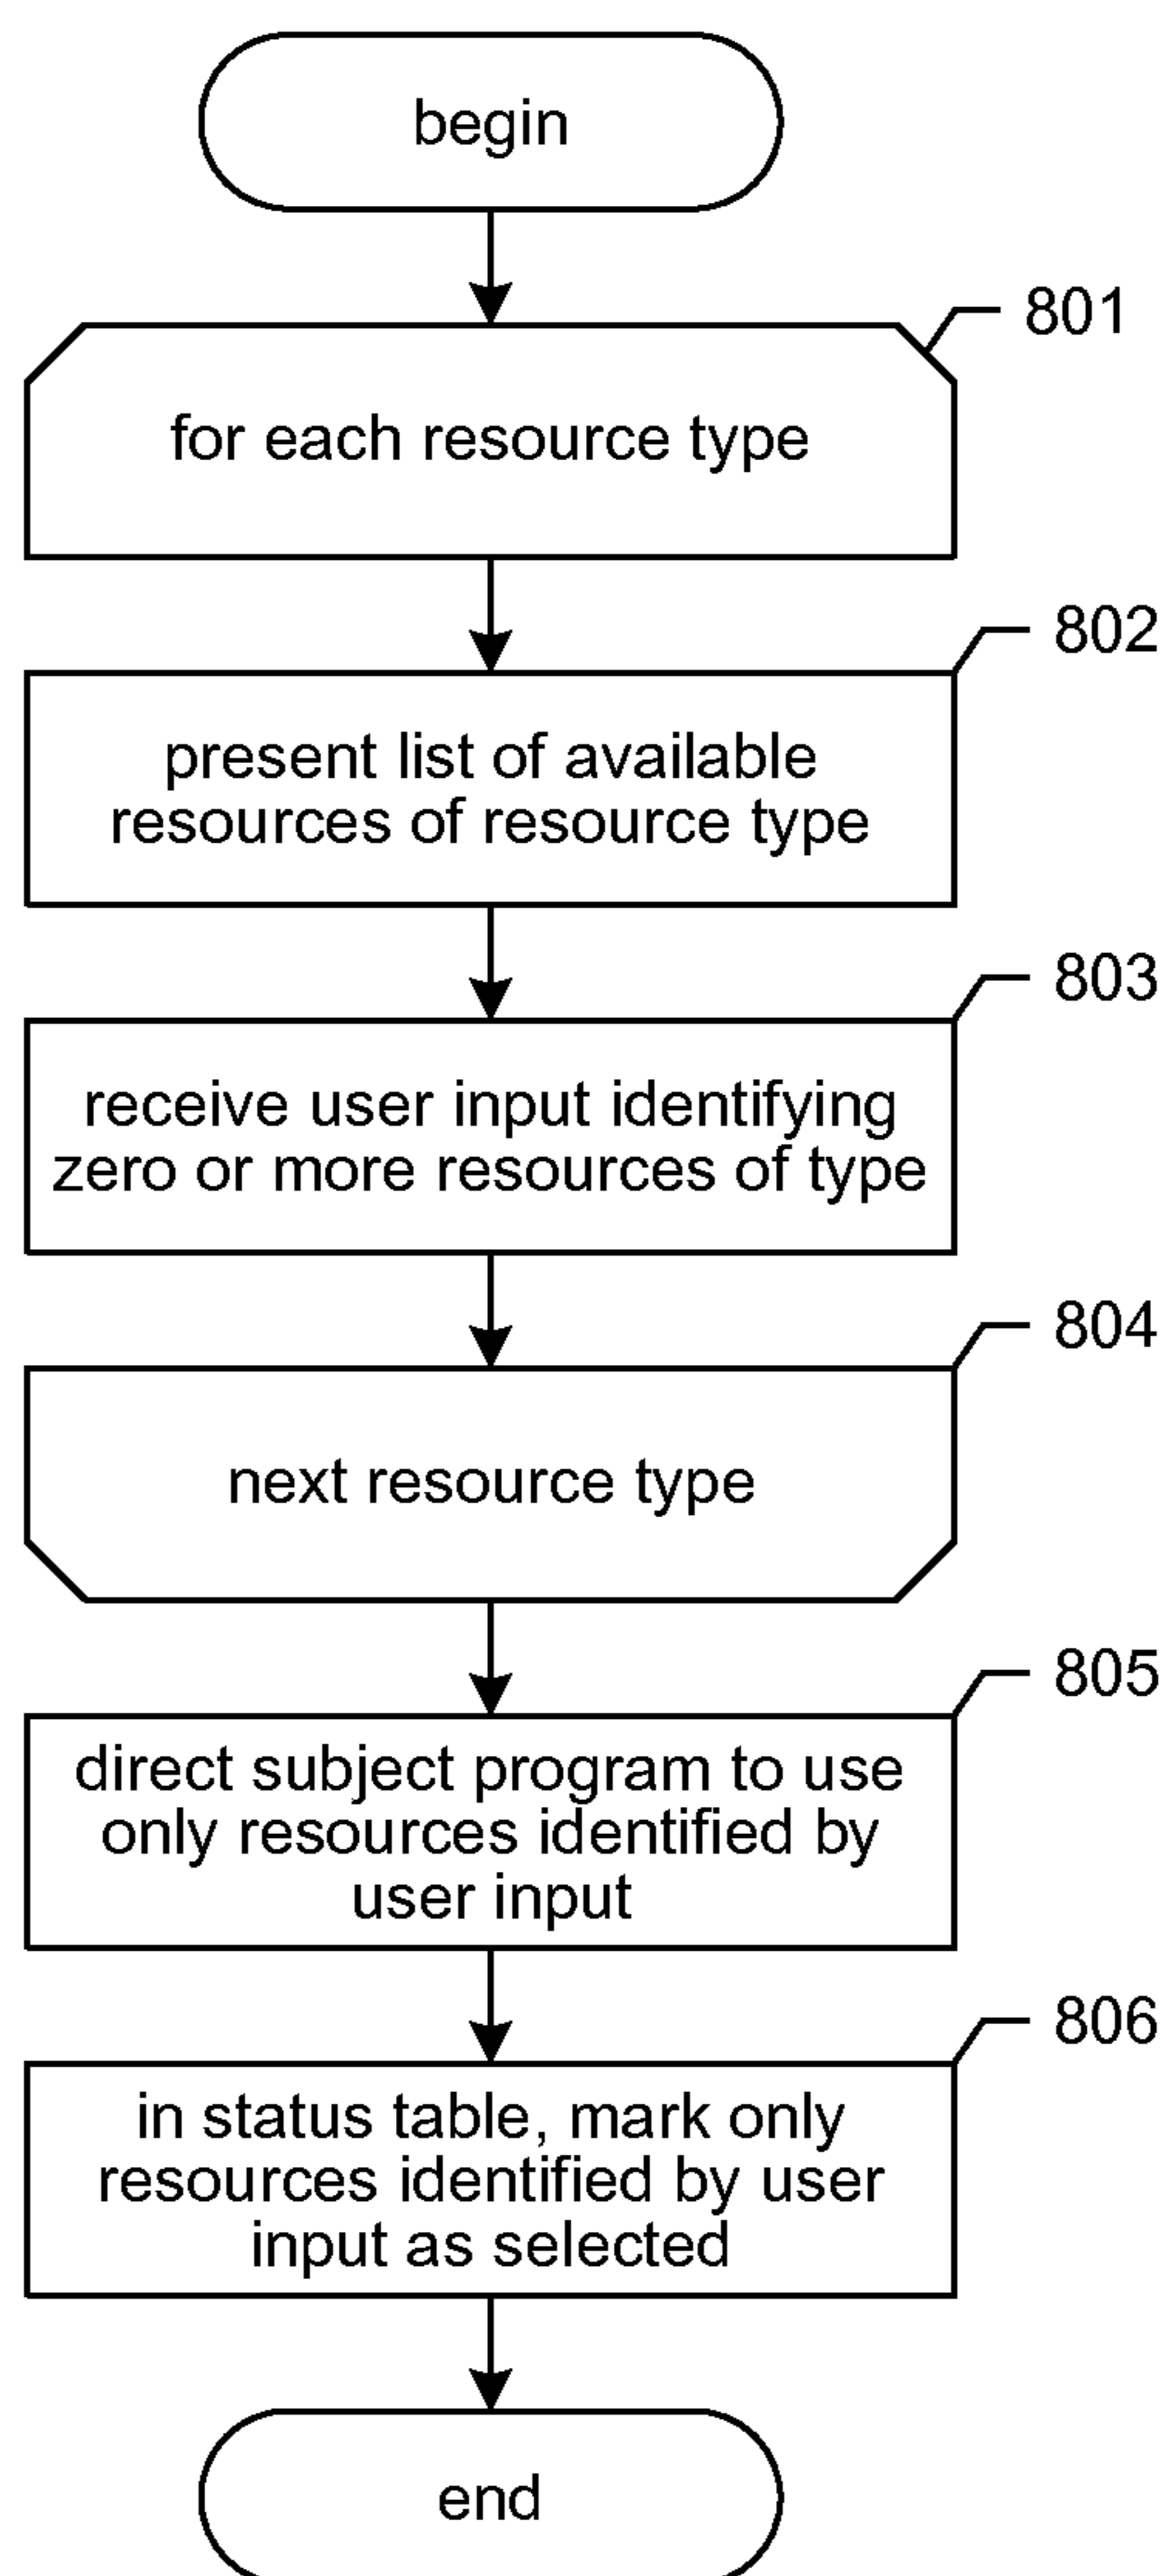 begin
801
for each resource type
802
present list of available
resources of resource type
803
receive user input identifying
zero or more resources of type
804
next resource type
805
direct subject program to use
only resources identified by
user input
806
in status table, mark only
resources identified by user
input as selected
end